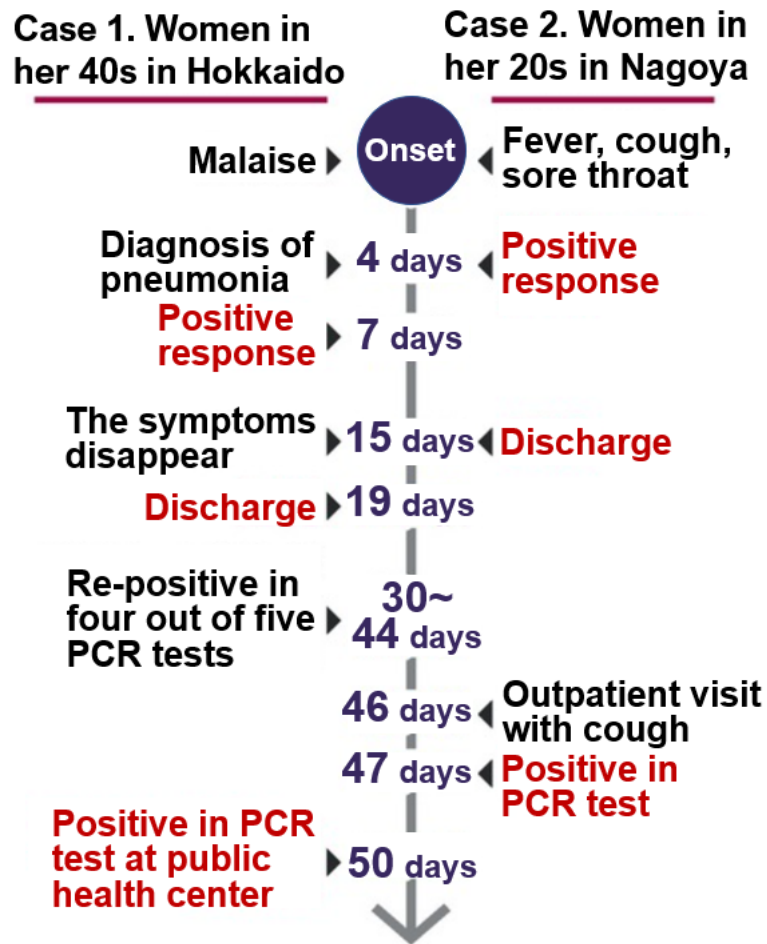 Case 1. Women in
her 40s in Hokkaido
Case 2. Women in
her 20s in Nagoya
Malaise
Onset
Fever, cough,
sore throat
Diagnosis of
pneumonia
4 days
Positive
response
Positive
response
7 days
The symptoms
disappear
15 days
Discharge
Discharge
19 days
Re-positive in
four out of five
PCR tests
30~
44 days
46 days
Outpatient visit
with cough
47 days
Positive in
PCR test
Positive in PCR
test at public
health center
50 days